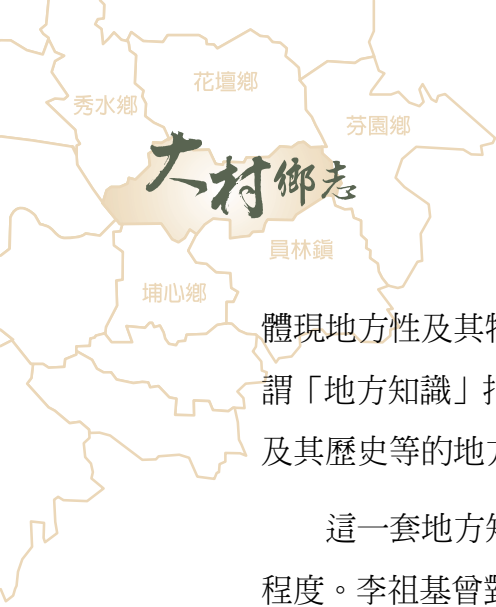 花壇鄉
秀水鄉
芬園鄉
大村鄉志
員林鎮
埔心鄉
體現地方性及其特
謂「地方知識」指
及其歷史等的地方
這一套地方知
程度。李祖基曾對